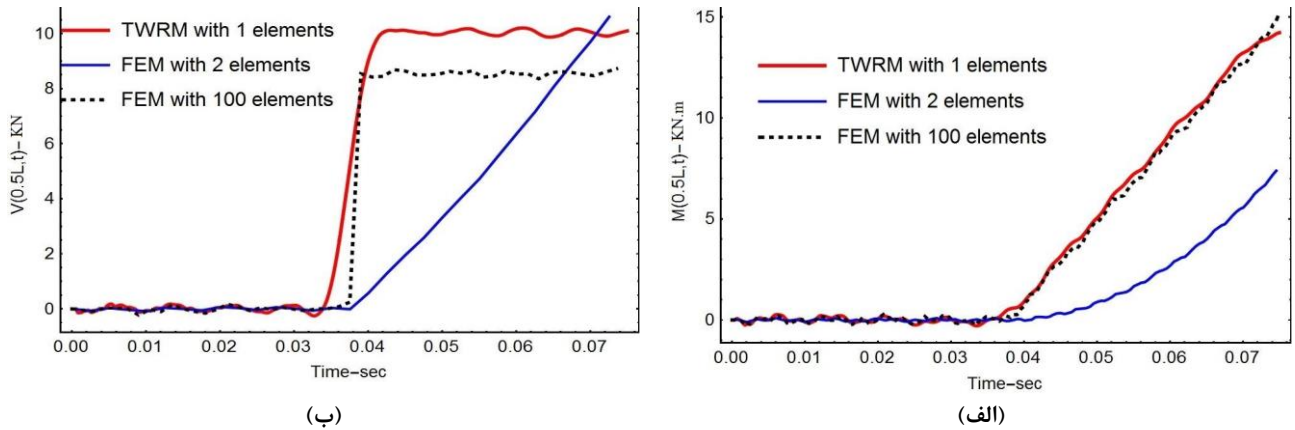 10
8
6
4
2
0
V(0.5L,t)– KN
TWRM with 1 elements
FEM with 2 elements
FEM with 100 elements
0.00 0.01 0.02 0.03 0.04 0.05 0.06 0.07
Time–sec
(ب)
15
10
5
0
M(0.5L,t)– KN.m
TWRM with 1 elements
FEM with 2 elements
FEM with 100 elements
0.00 0.01 0.02 0.03 0.04 0.05 0.06 0.07
Time–sec
(الف)